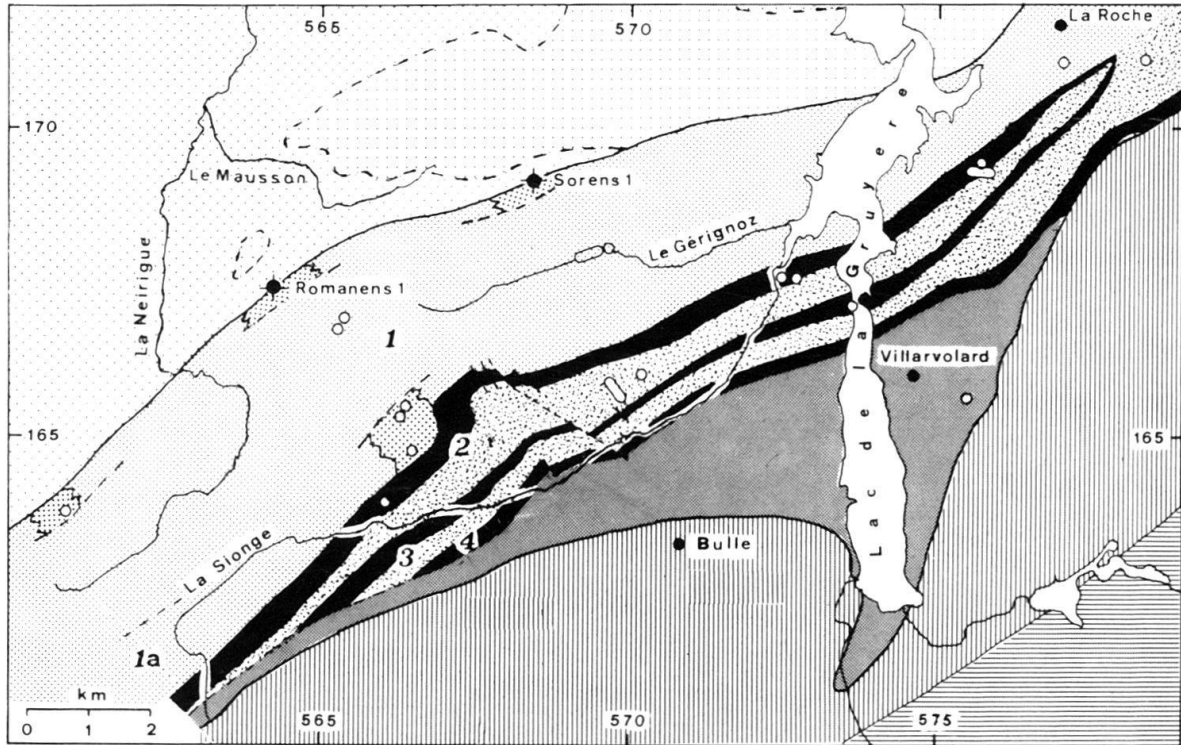 565
570
La Roche
170
Le Mausson
Sorens 1
La Neirigue
Le Gérignoz
Romanens 1
Lac de la Gruyere
1
Villarvolard
165
2
r
165
3
4
Bulle
La Sionge
1a
km
0 1 2
565
570
575